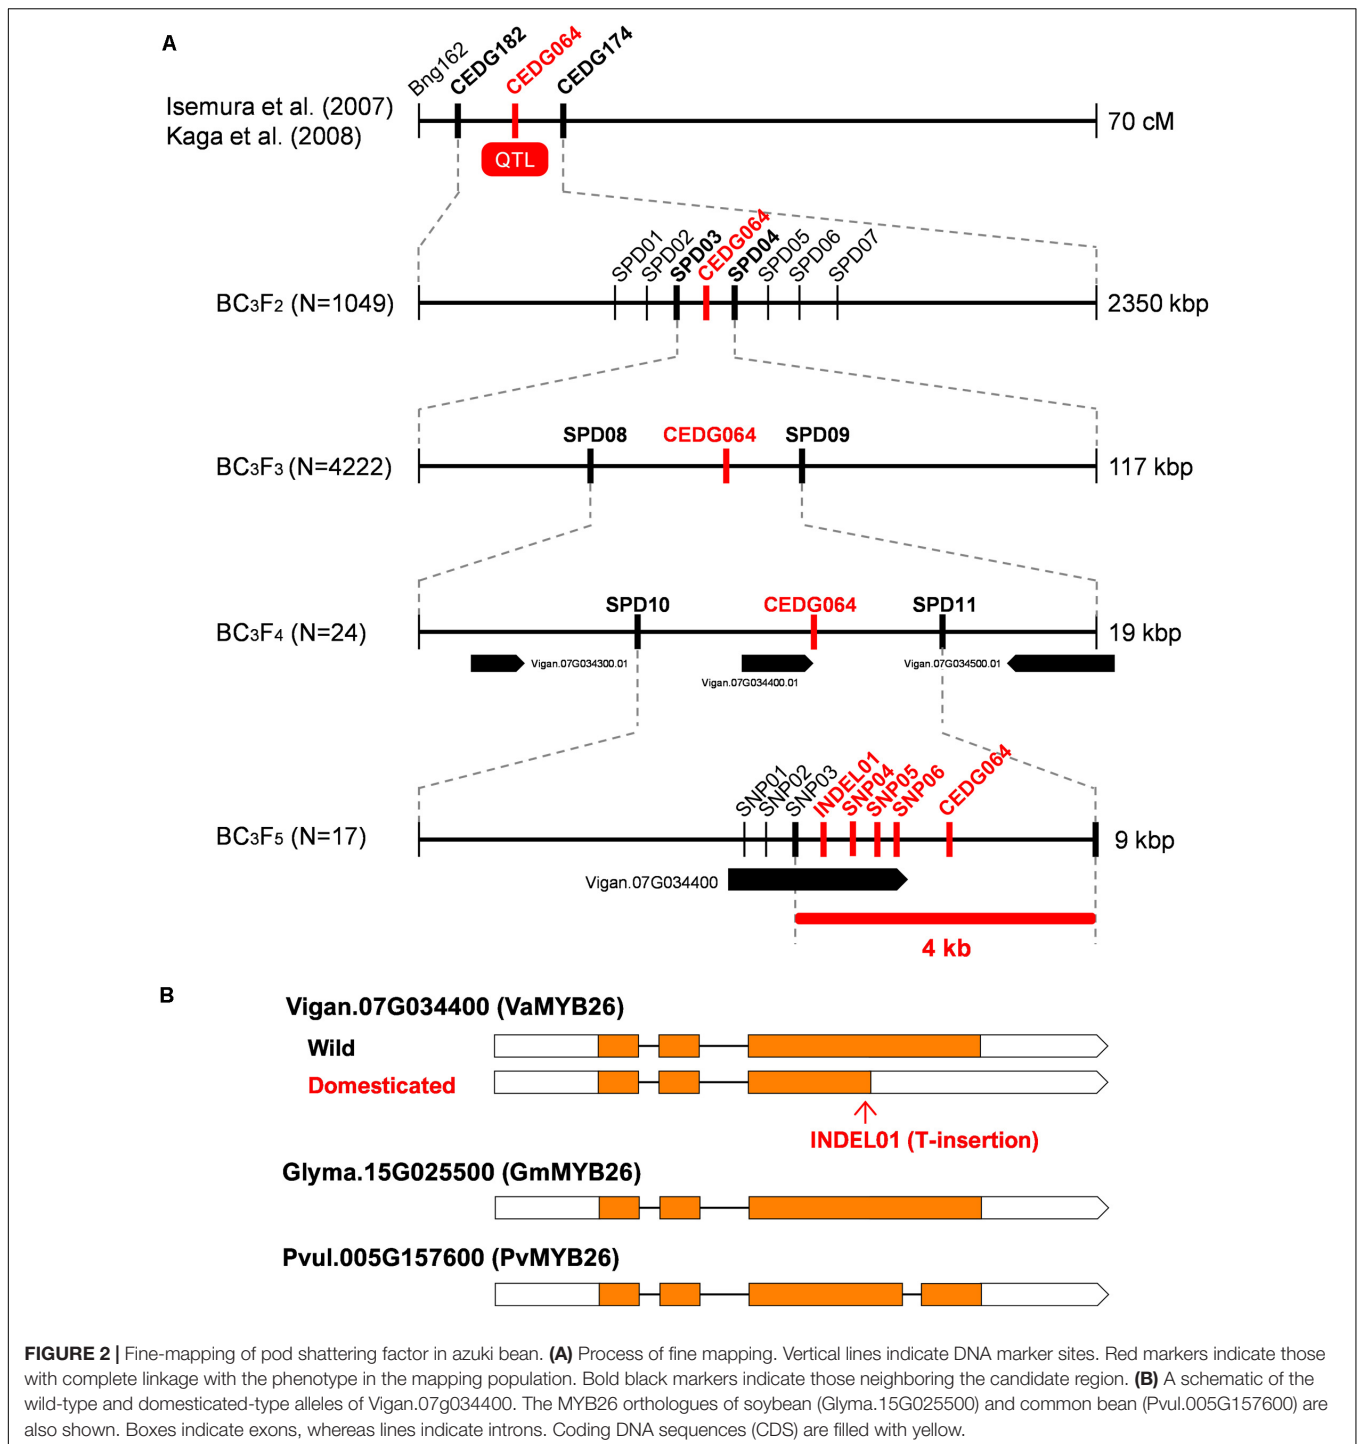 A
Bng162
CEDG182
CEDG064
CEDG174
Isemura et al. (2007)
Kaga et al. (2008)
70 cM
QTL
SPD01
SPD02
SPD03
CEDG064
SPD04
SPD05
SPD06
SPD07
BC3F2 (N=1049)
2350 kbp
SPD08
CEDG064
SPD09
BC3F3 (N=4222)
117 kbp
SPD10
CEDG064
SPD11
BC3F4 (N=24)
19 kbp
Vigan.07G034300.01
Vigan.07G034400.01
Vigan.07G034500.01
SNP01
SNP02
SNP03
INDEL01
SNP04
SNP05
SNP06
CEDG064
BC3F5 (N=17)
9 kbp
Vigan.07G034400
4 kb
B
Vigan.07G034400 (VaMYB26)
Wild
Domesticated
INDEL01 (T-insertion)
Glyma.15G025500 (GmMYB26)
Pvul.005G157600 (PvMYB26)
FIGURE 2 | Fine-mapping of pod shattering factor in azuki bean. (A) Process of fine mapping. Vertical lines indicate DNA marker sites. Red markers indicate those
with complete linkage with the phenotype in the mapping population. Bold black markers indicate those neighboring the candidate region. (B) A schematic of the
wild-type and domesticated-type alleles of Vigan.07g034400. The MYB26 orthologues of soybean (Glyma.15G025500) and common bean (Pvul.005G157600) are
also shown. Boxes indicate exons, whereas lines indicate introns. Coding DNA sequences (CDS) are filled with yellow.